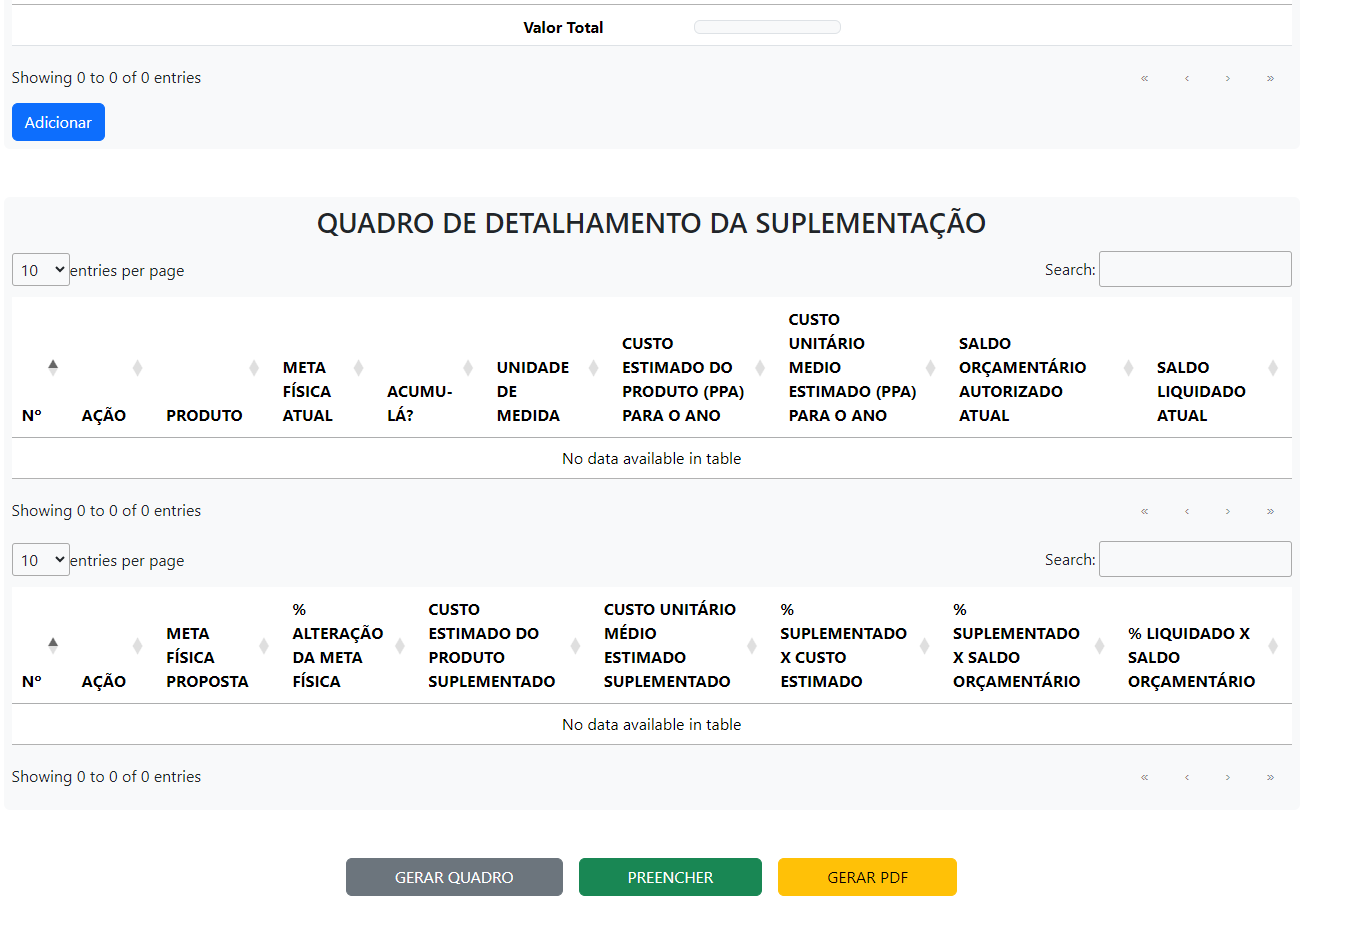 Valor Total
Showing 0 to 0 of 0 entries
« ‹ › »
Adicionar
QUADRO DE DETALHAMENTO DA SUPLEMENTAÇÃO
10 entries per page
Search:
Nº
AÇÃO
PRODUTO
META
FÍSICA
ATUAL
ACUMU-
LÁ?
UNIDADE
DE
MEDIDA
CUSTO
ESTIMADO DO
PRODUTO (PPA)
PARA O ANO
CUSTO
UNITÁRIO
MEDIO
ESTIMADO (PPA)
PARA O ANO
SALDO
ORÇAMENTÁRIO
AUTORIZADO
ATUAL
SALDO
LIQUIDADO
ATUAL
No data available in table
Showing 0 to 0 of 0 entries
« ‹ › »
10 entries per page
Search:
Nº
AÇÃO
META
FÍSICA
PROPOSTA
%
ALTERAÇÃO
DA META
FÍSICA
CUSTO
ESTIMADO DO
PRODUTO
SUPLEMENTADO
CUSTO UNITÁRIO
MÉDIO
ESTIMADO
SUPLEMENTADO
%
SUPLEMENTADO
X CUSTO
ESTIMADO
%
SUPLEMENTADO
X SALDO
ORÇAMENTÁRIO
% LIQUIDADO X
SALDO
ORÇAMENTÁRIO
No data available in table
Showing 0 to 0 of 0 entries
« ‹ › »
GERAR QUADRO
PREENCHER
GERAR PDF